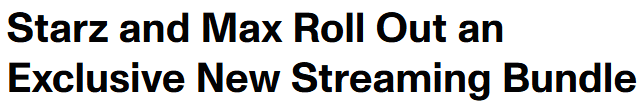 Starz and Max Roll Out an
Exclusive New Streaming Bundle